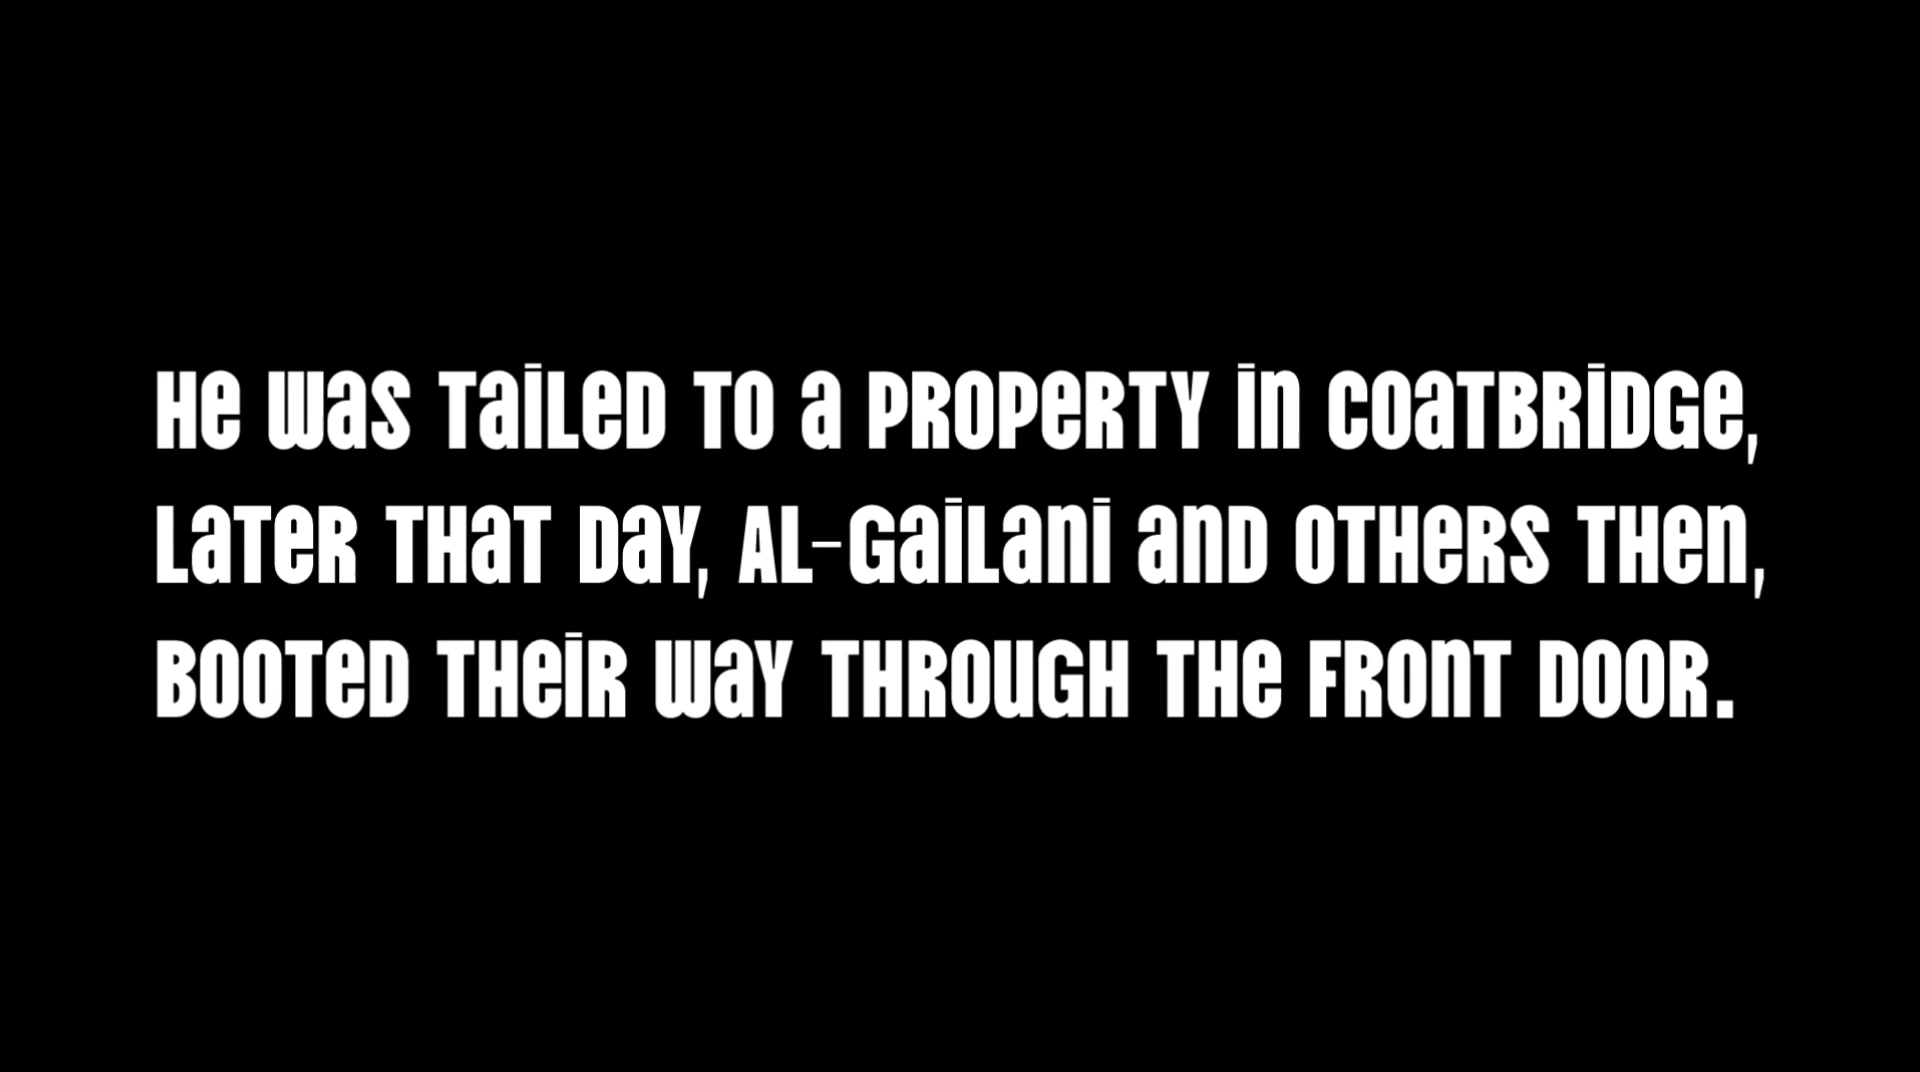 He was tailed to a property in Coatbridge,
later that day, Al-Gailani and others then,
booted their way through the front door.